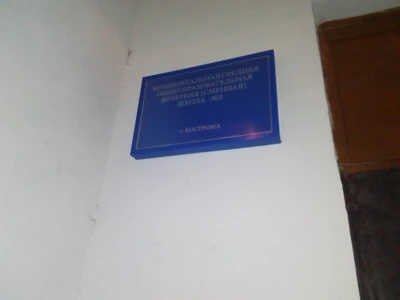 МУНИЦИПАЛЬНАЯ СРЕДНЯЯ
ОБЩЕОБРАЗОВАТЕЛЬНАЯ
ВЕЧЕРНЯЯ (СМЕННАЯ)
ШКОЛА №2
г. КОСТРОМА